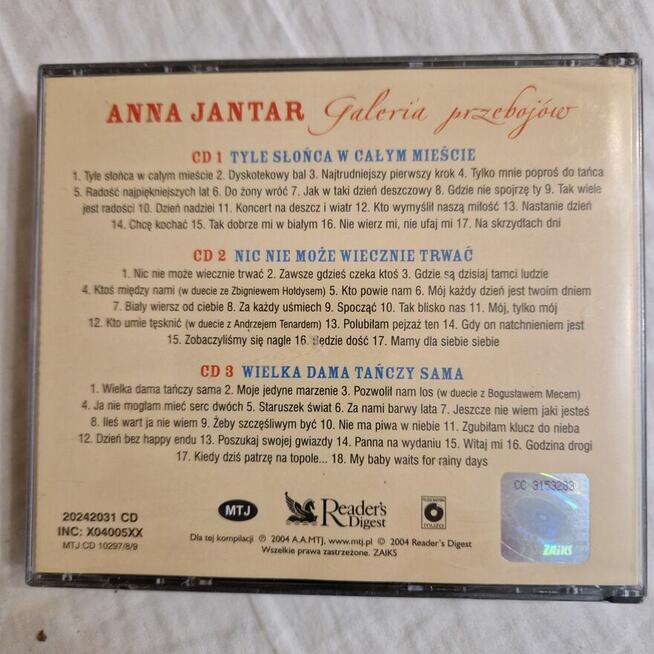 ANNA JANTAR Galeria przebojów
CD 1 TYLE SŁOŃCA W CAŁYM MIEŚCIE
1. Tyle słońca w całym mieście 2. Dyskotekowy bal 3. Najtrudniejszy pierwszy krok 4. Tylko mnie poproś do tańca
5. Radość najpiękniejszych lat 6. Do żony wróć 7. Jak w taki dzień deszczowy 8. Gdzie nie spojrzę ty 9. Tak wiele
jest radości 10. Dzień nadziei 11. Koncert na deszcz i wiatr 12. Kto wymyślił naszą miłość 13. Nastanie dzień
14. Chcę kochać 15. Tak dobrze mi w białym 16. Nie wierz mi, nie ufaj mi 17. Na skrzydłach dni
CD 2 NIC NIE MOŻE WIECZNIE TRWAĆ
1. Nic nie może wiecznie trwać 2. Zawsze gdzieś czeka ktoś 3. Gdzie są dzisiaj tamci ludzie
4. Ktoś między nami (w duecie ze Zbigniewem Hołdysem) 5. Kto powie nam 6. Mój każdy dzień jest twoim dniem
7. Biały wiersz od ciebie 8. Za każdy uśmiech 9. Spocząć 10. Tak blisko nas 11. Mój, tylko mój
12. Kto umie tęsknić (w duecie z Andrzejem Tenardem) 13. Polubiłam pejzaż ten 14. Gdy on natchnieniem jest
15. Zobaczyliśmy się nagle 16. Będzie dość 17. Mamy dla siebie siebie
CD 3 WIELKA DAMA TAŃCZY SAMA
1. Wielka dama tańczy sama 2. Moje jedyne marzenie 3. Pozwolił nam los (w duecie z Bogusławem Mecem)
4. Ja nie mogłam mieć serc dwóch 5. Staruszek świat 6. Za nami barwy lata 7. Jeszcze nie wiem jaki jesteś
8. Ileś wart ja nie wiem 9. Żeby szczęśliwym być 10. Nie ma piwa w niebie 11. Zgubiłam klucz do nieba
12. Dzień bez happy endu 13. Poszukaj swojej gwiazdy 14. Panna na wydaniu 15. Witaj mi 16. Godzina drogi
17. Kiedy dziś patrzę na topole... 18. My baby waits for rainy days
CC 3153283
20242031 CD
INC: X04005XX
MTJ CD 10297/8/9
MTJ
Reader's
Digest
Dla tej kompilacji ℗ 2004 A.A.MTJ, www.mtj.pl © 2004 Reader's Digest
Wszelkie prawa zastrzeżone. ZAIKS
ZAiKS